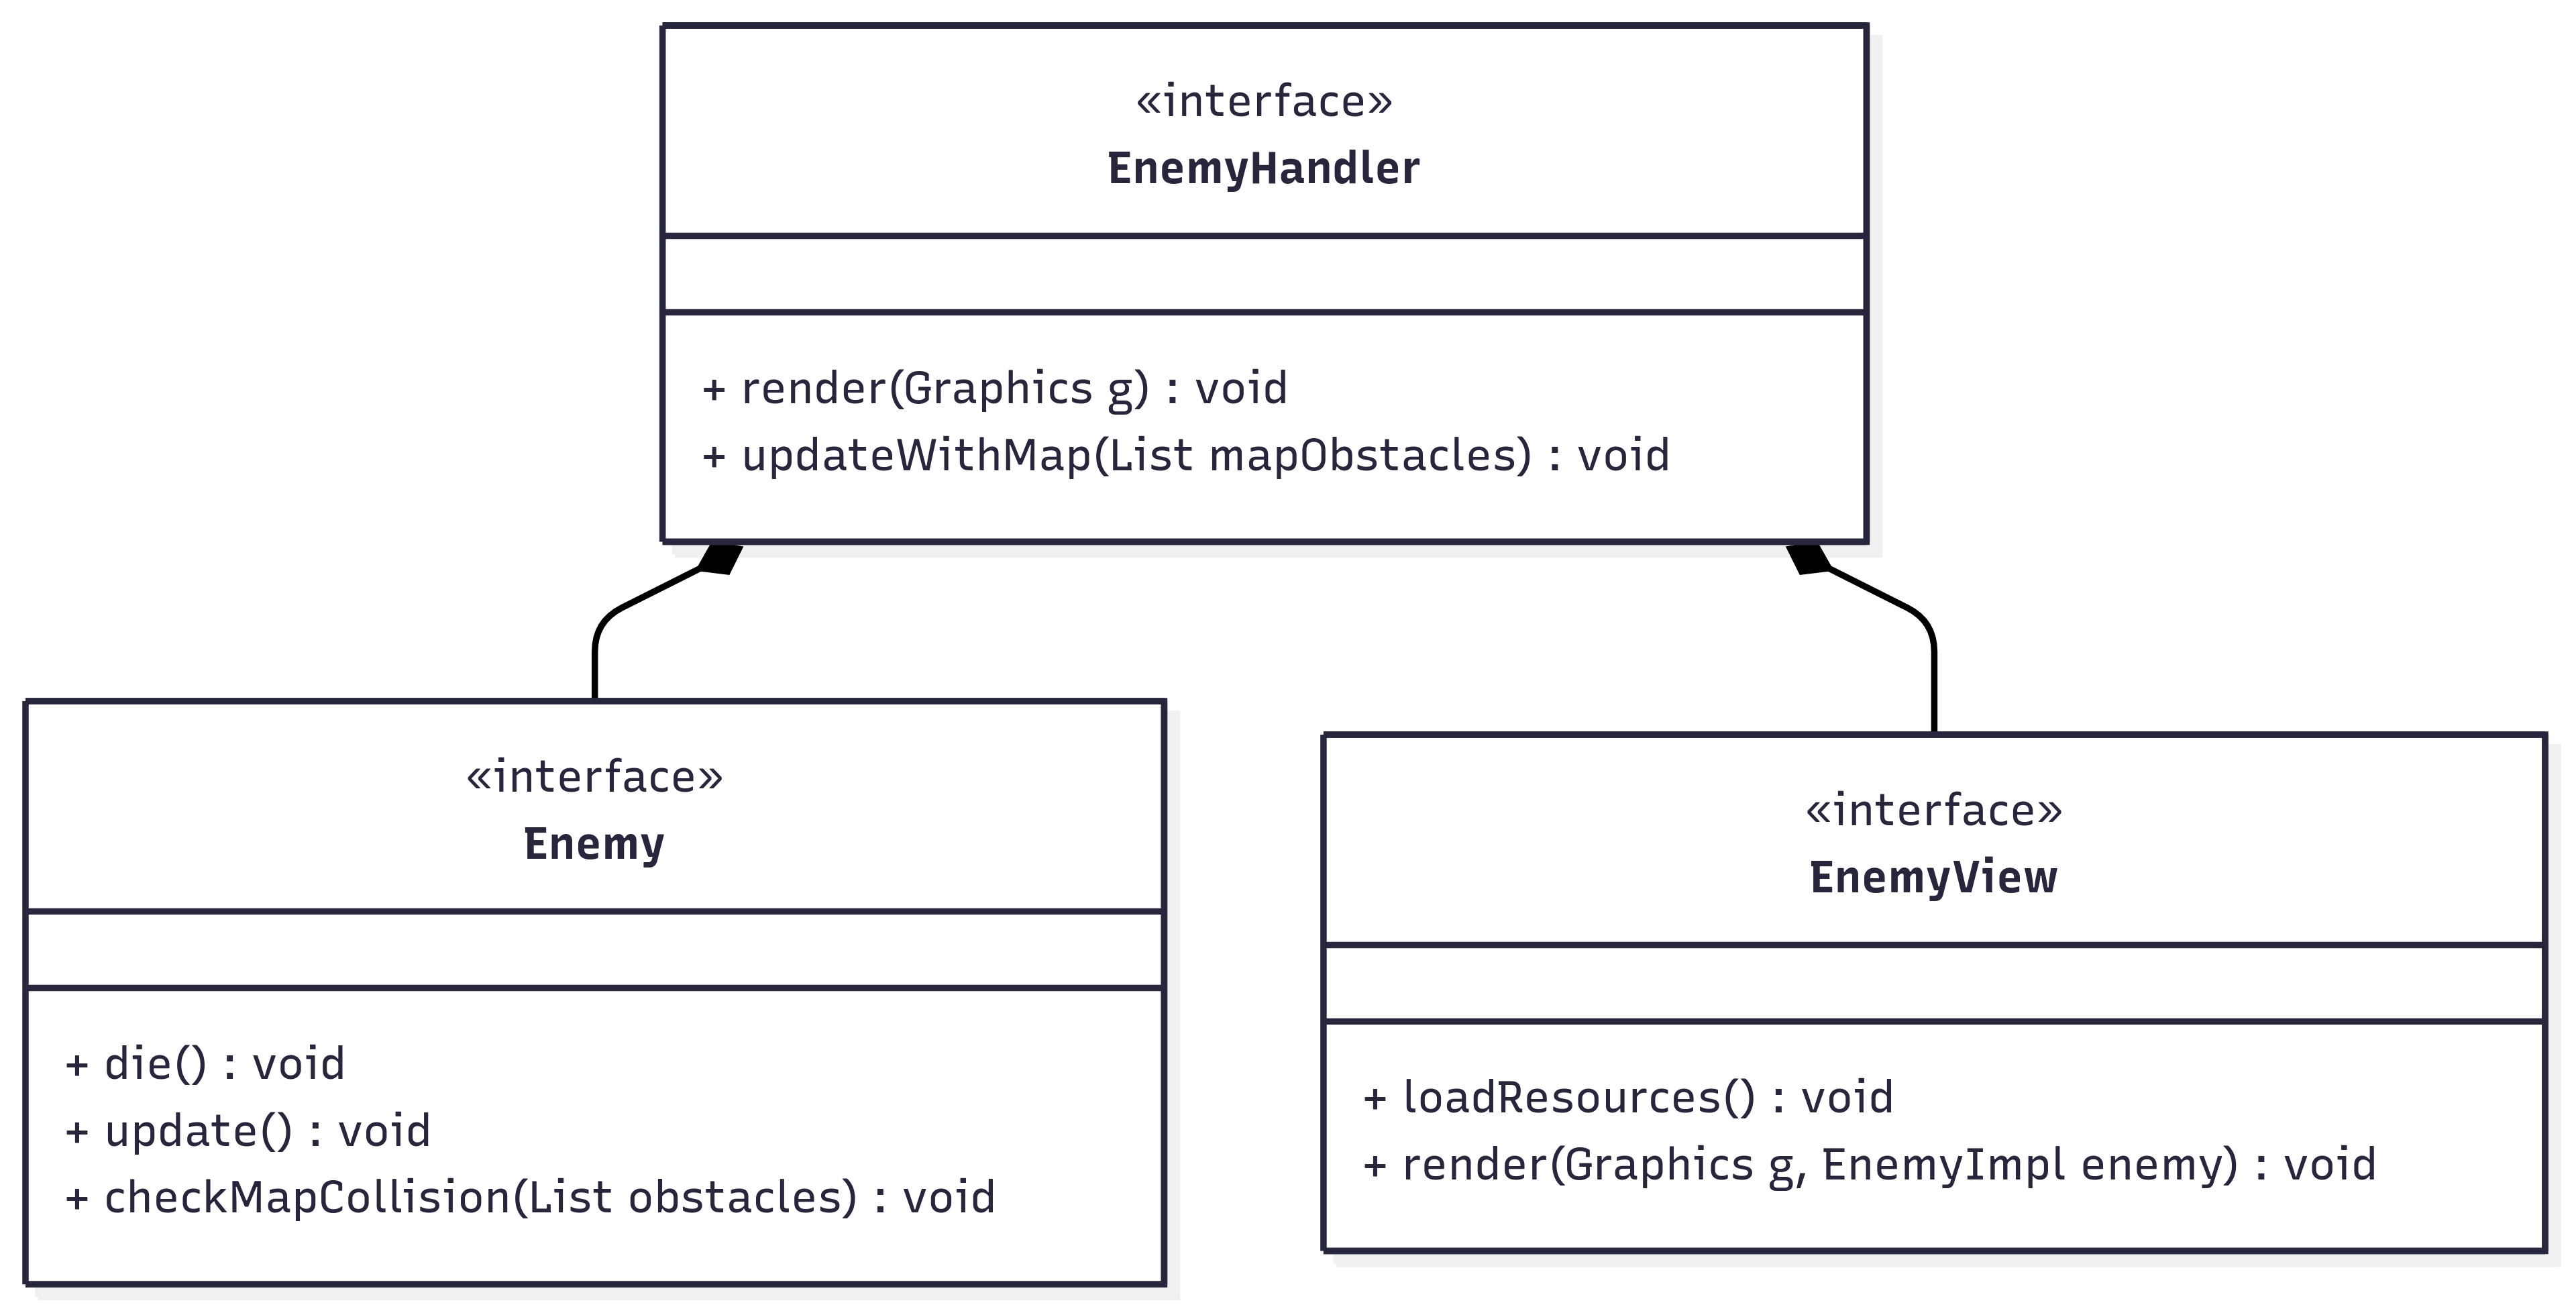 «interface»
EnemyHandler
+ render(Graphics g) : void
+ updateWithMap(List mapObstacles) : void
«interface»
Enemy
+ die() : void
+ update() : void
+ checkMapCollision(List obstacles) : void
«interface»
EnemyView
+ loadResources() : void
+ render(Graphics g, EnemyImpl enemy) : void